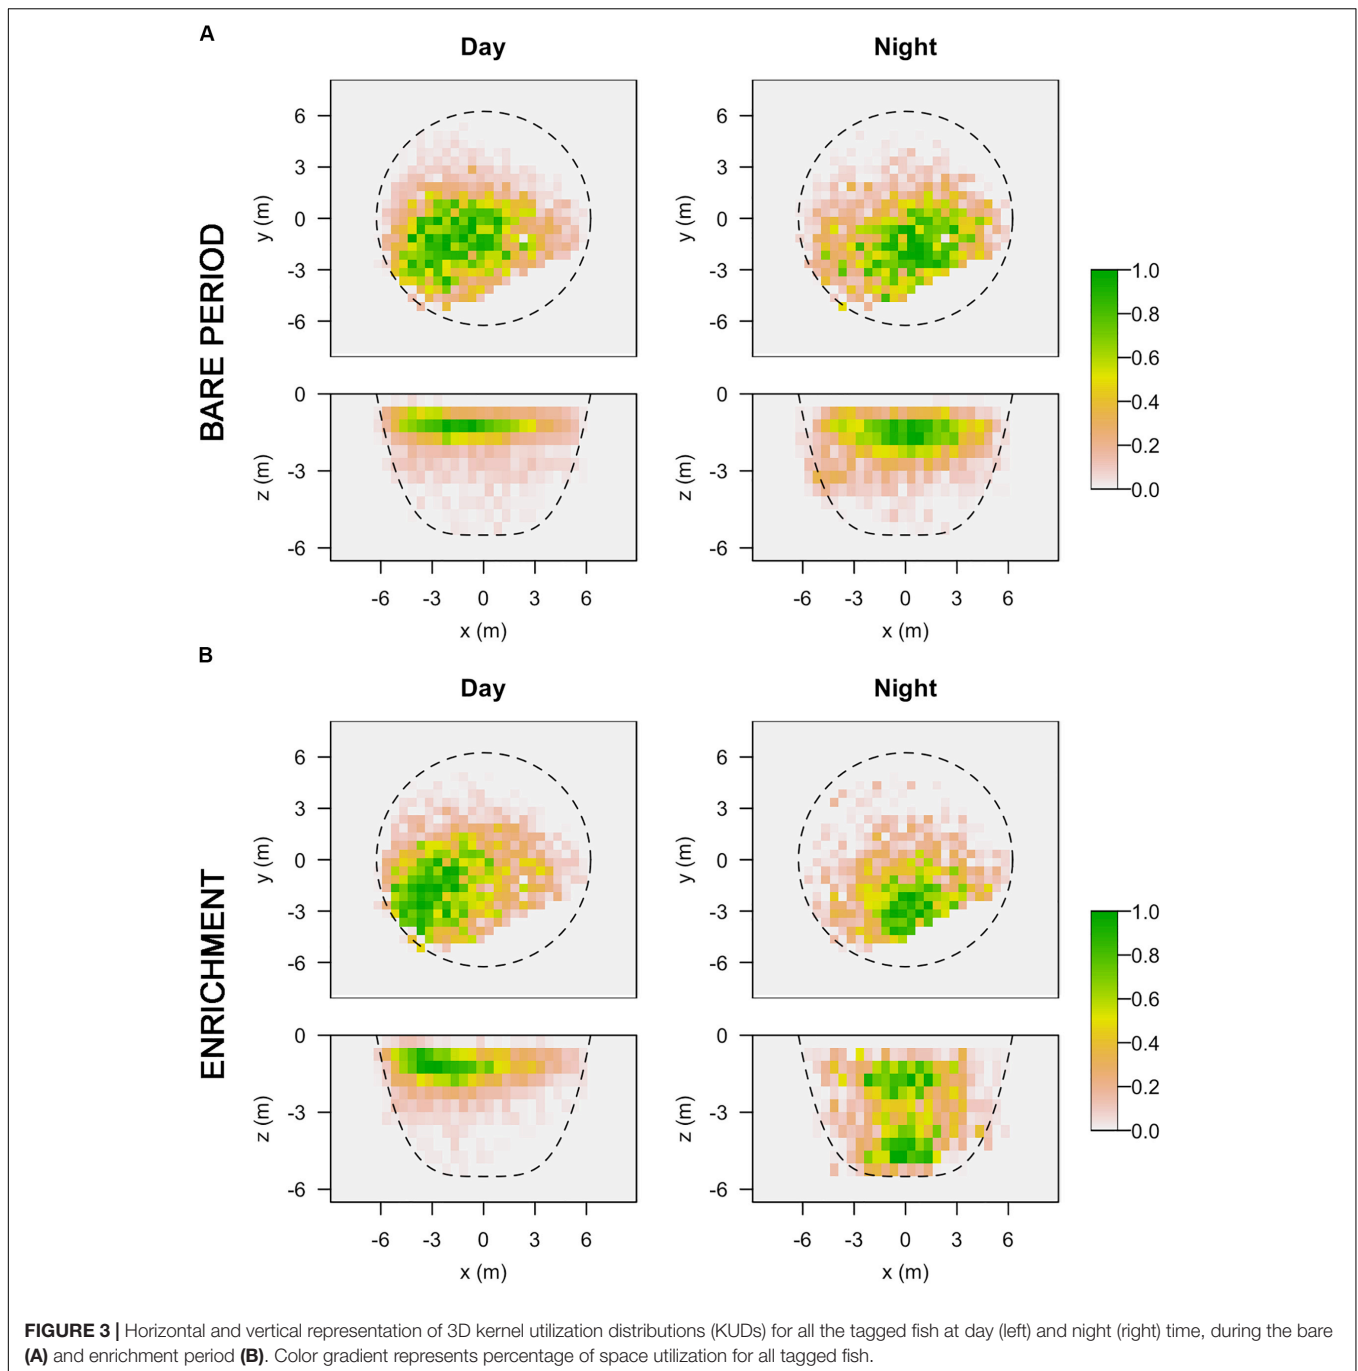 A
Day
Night
BARE PERIOD
y (m)
6
3
0
-3
-6
y (m)
6
3
0
-3
-6
z (m)
0
-3
-6
z (m)
0
-3
-6
-6 -3 0 3 6
x (m)
-6 -3 0 3 6
x (m)
1.0
0.8
0.6
0.4
0.2
0.0
B
Day
Night
ENRICHMENT
y (m)
6
3
0
-3
-6
y (m)
6
3
0
-3
-6
z (m)
0
-3
-6
z (m)
0
-3
-6
-6 -3 0 3 6
x (m)
-6 -3 0 3 6
x (m)
1.0
0.8
0.6
0.4
0.2
0.0
FIGURE 3 | Horizontal and vertical representation of 3D kernel utilization distributions (KUDs) for all the tagged fish at day (left) and night (right) time, during the bare
(A) and enrichment period (B). Color gradient represents percentage of space utilization for all tagged fish.